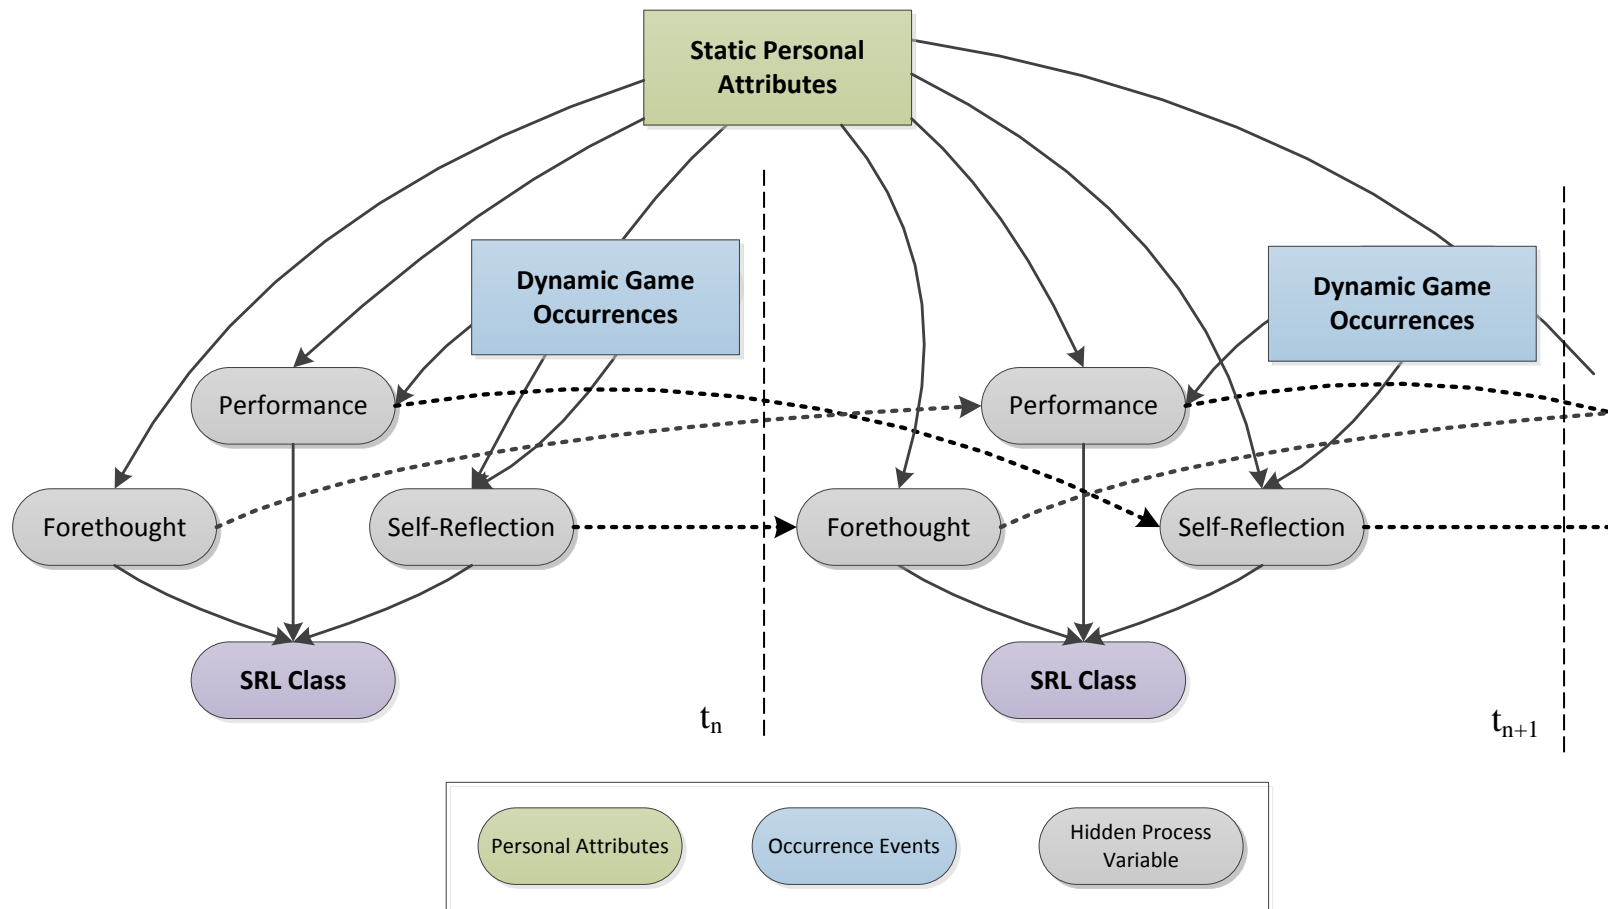 Static Personal
Attributes
Dynamic Game
Occurrences
Dynamic Game
Occurrences
Performance
Performance
Forethought
Self-Reflection
Forethought
Self-Reflection
SRL Class
SRL Class
tn
tn+1
Personal Attributes
Occurrence Events
Hidden Process
Variable